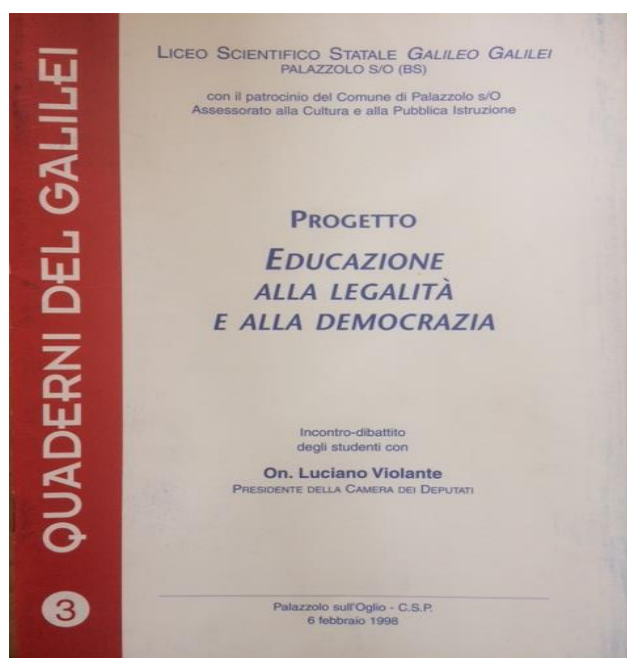 QUADERNI DEL GALILEI
3
LICEO SCIENTIFICO STATALE GALILEO GALILEI
PALAZZOLO S/O (BS)
con il patrocinio del Comune di Palazzolo s/O
Assessorato alla Cultura e alla Pubblica Istruzione
PROGETTO
EDUCAZIONE
ALLA LEGALITÀ
E ALLA DEMOCRAZIA
Incontro-dibattito
degli studenti con
On. Luciano Violante
PRESIDENTE DELLA CAMERA DEI DEPUTATI
Palazzolo sull'Oglio - C.S.P.
6 febbraio 1998